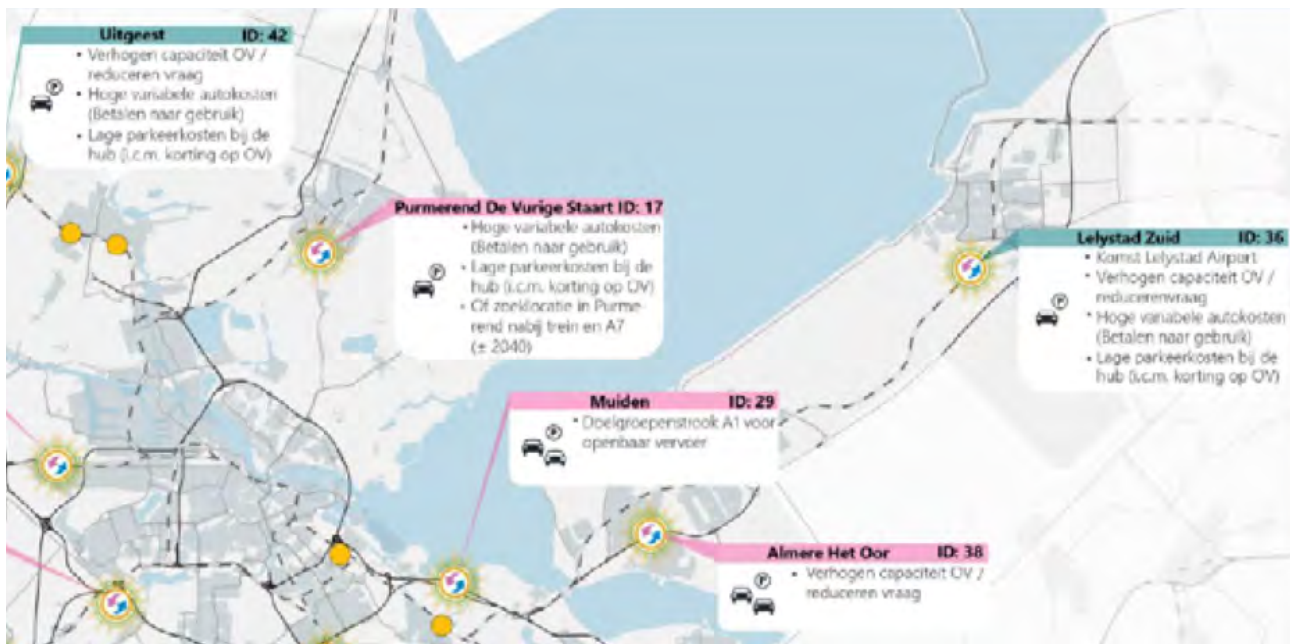 Uitgeest ID: 42
• Verhogen capaciteit OV /
reduceren vraag
• Hoge variabele autokosten
(Betalen naar gebruik)
• Lage parkeerkosten bij de
hub (i.c.m. korting op OV)
P
Purmerend De Vurige Staart ID: 17
• Hoge variabele autokosten
(Betalen naar gebruik)
• Lage parkeerkosten bij de
hub (i.c.m. korting op OV)
• Of zoeklocatie in Purme-
rend nabij trein en A7
(± 2040)
P
Lelystad Zuid ID: 36
• Komst Lelystad Airport
• Verhogen capaciteit OV /
reducerenvraag
• Hoge variabele autokosten
(Betalen naar gebruik)
• Lage parkeerkosten bij de
hub (i.c.m. korting op OV)
P
Muiden ID: 29
• Doelgroepenstrook A1 voor
openbaar vervoer
P
Almere Het Oor ID: 38
• Verhogen capaciteit OV /
reduceren vraag
P